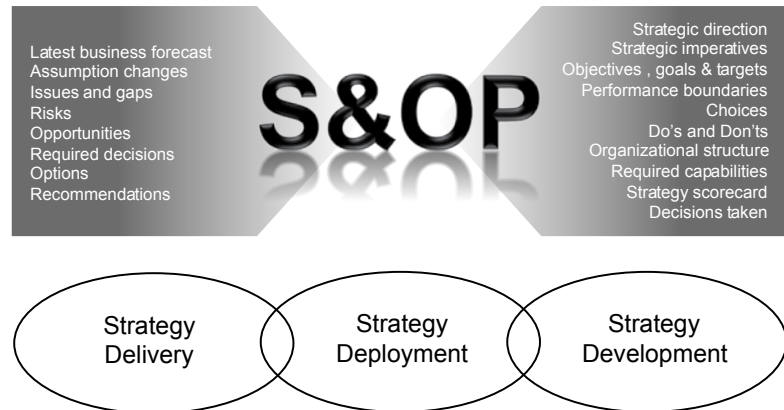 Latest business forecast
Assumption changes
Issues and gaps
Risks
Opportunities
Required decisions
Options
Recommendations
S&OP
Strategic direction
Strategic imperatives
Objectives , goals & targets
Performance boundaries
Choices
Do's and Don'ts
Organizational structure
Required capabilities
Strategy scorecard
Decisions taken
Strategy
Delivery
Strategy
Deployment
Strategy
Development